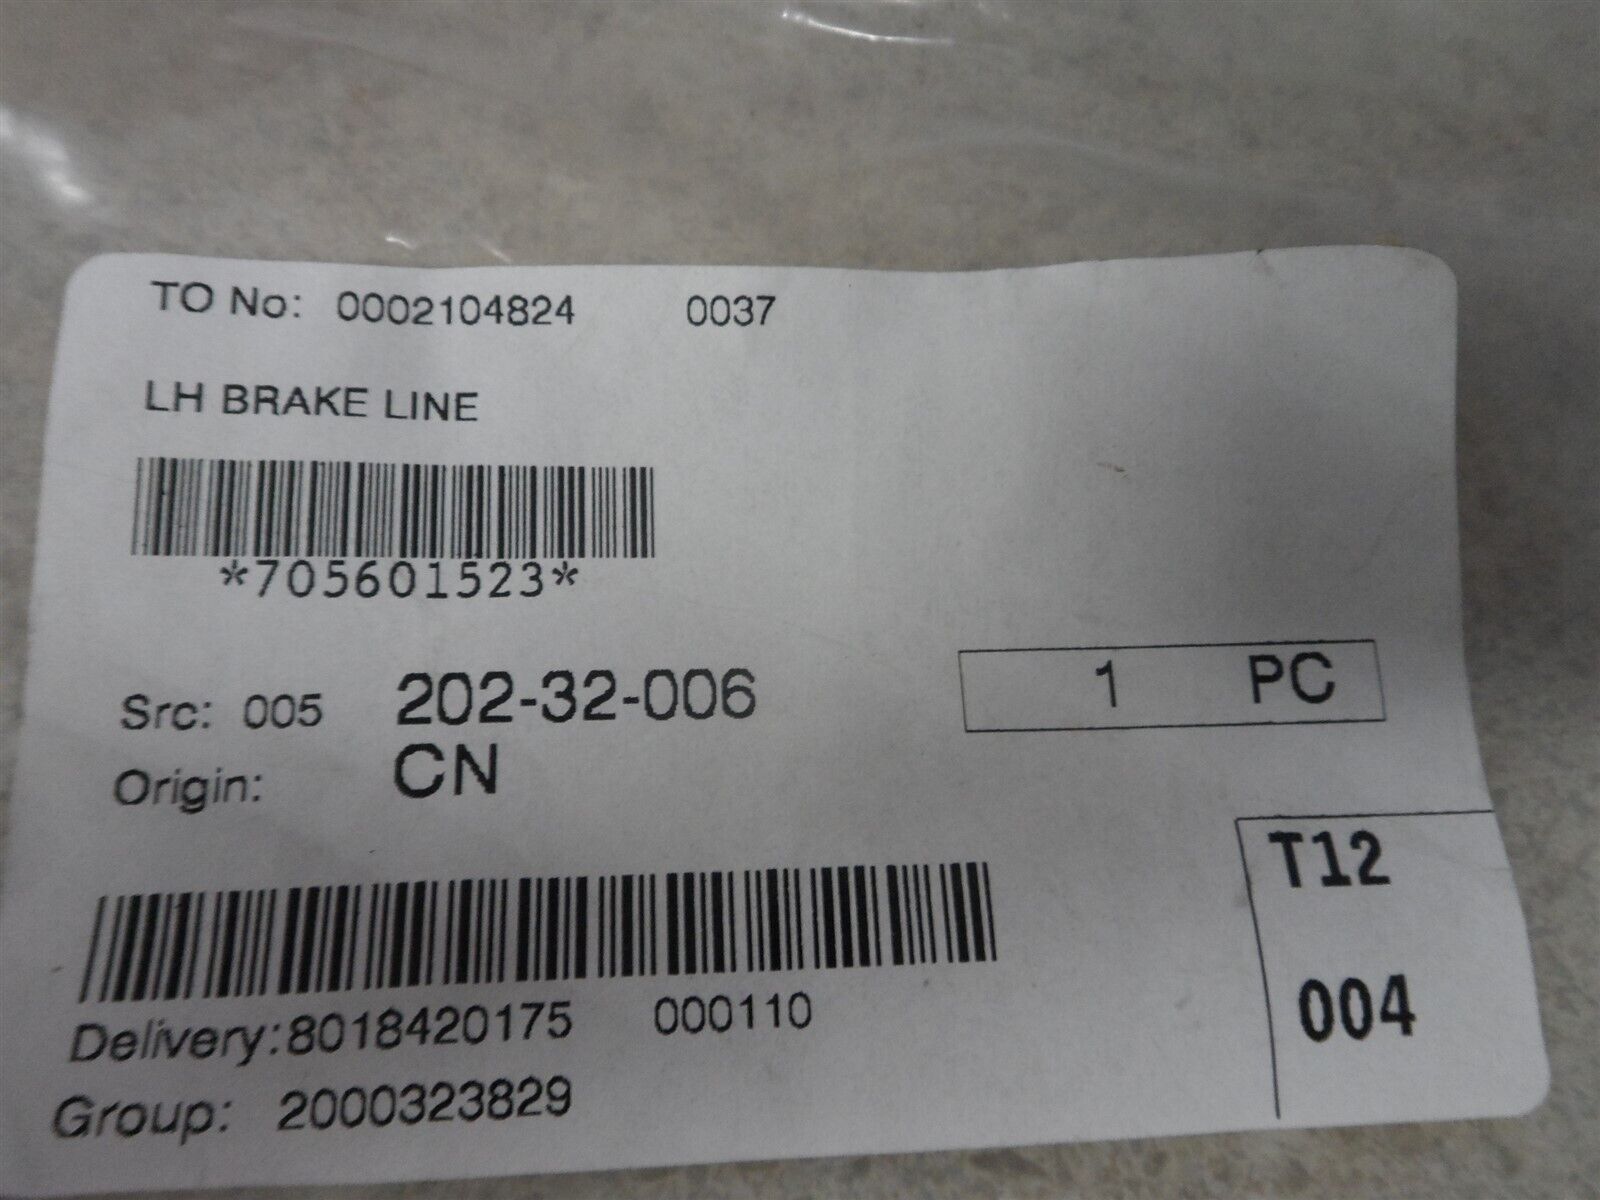 TO No: 0002104824 0037
LH BRAKE LINE
*705601523*
Src: 005 202-32-006 1 PC
Origin: CN
T12
004
Delivery:8018420175 000110
Group: 2000323829